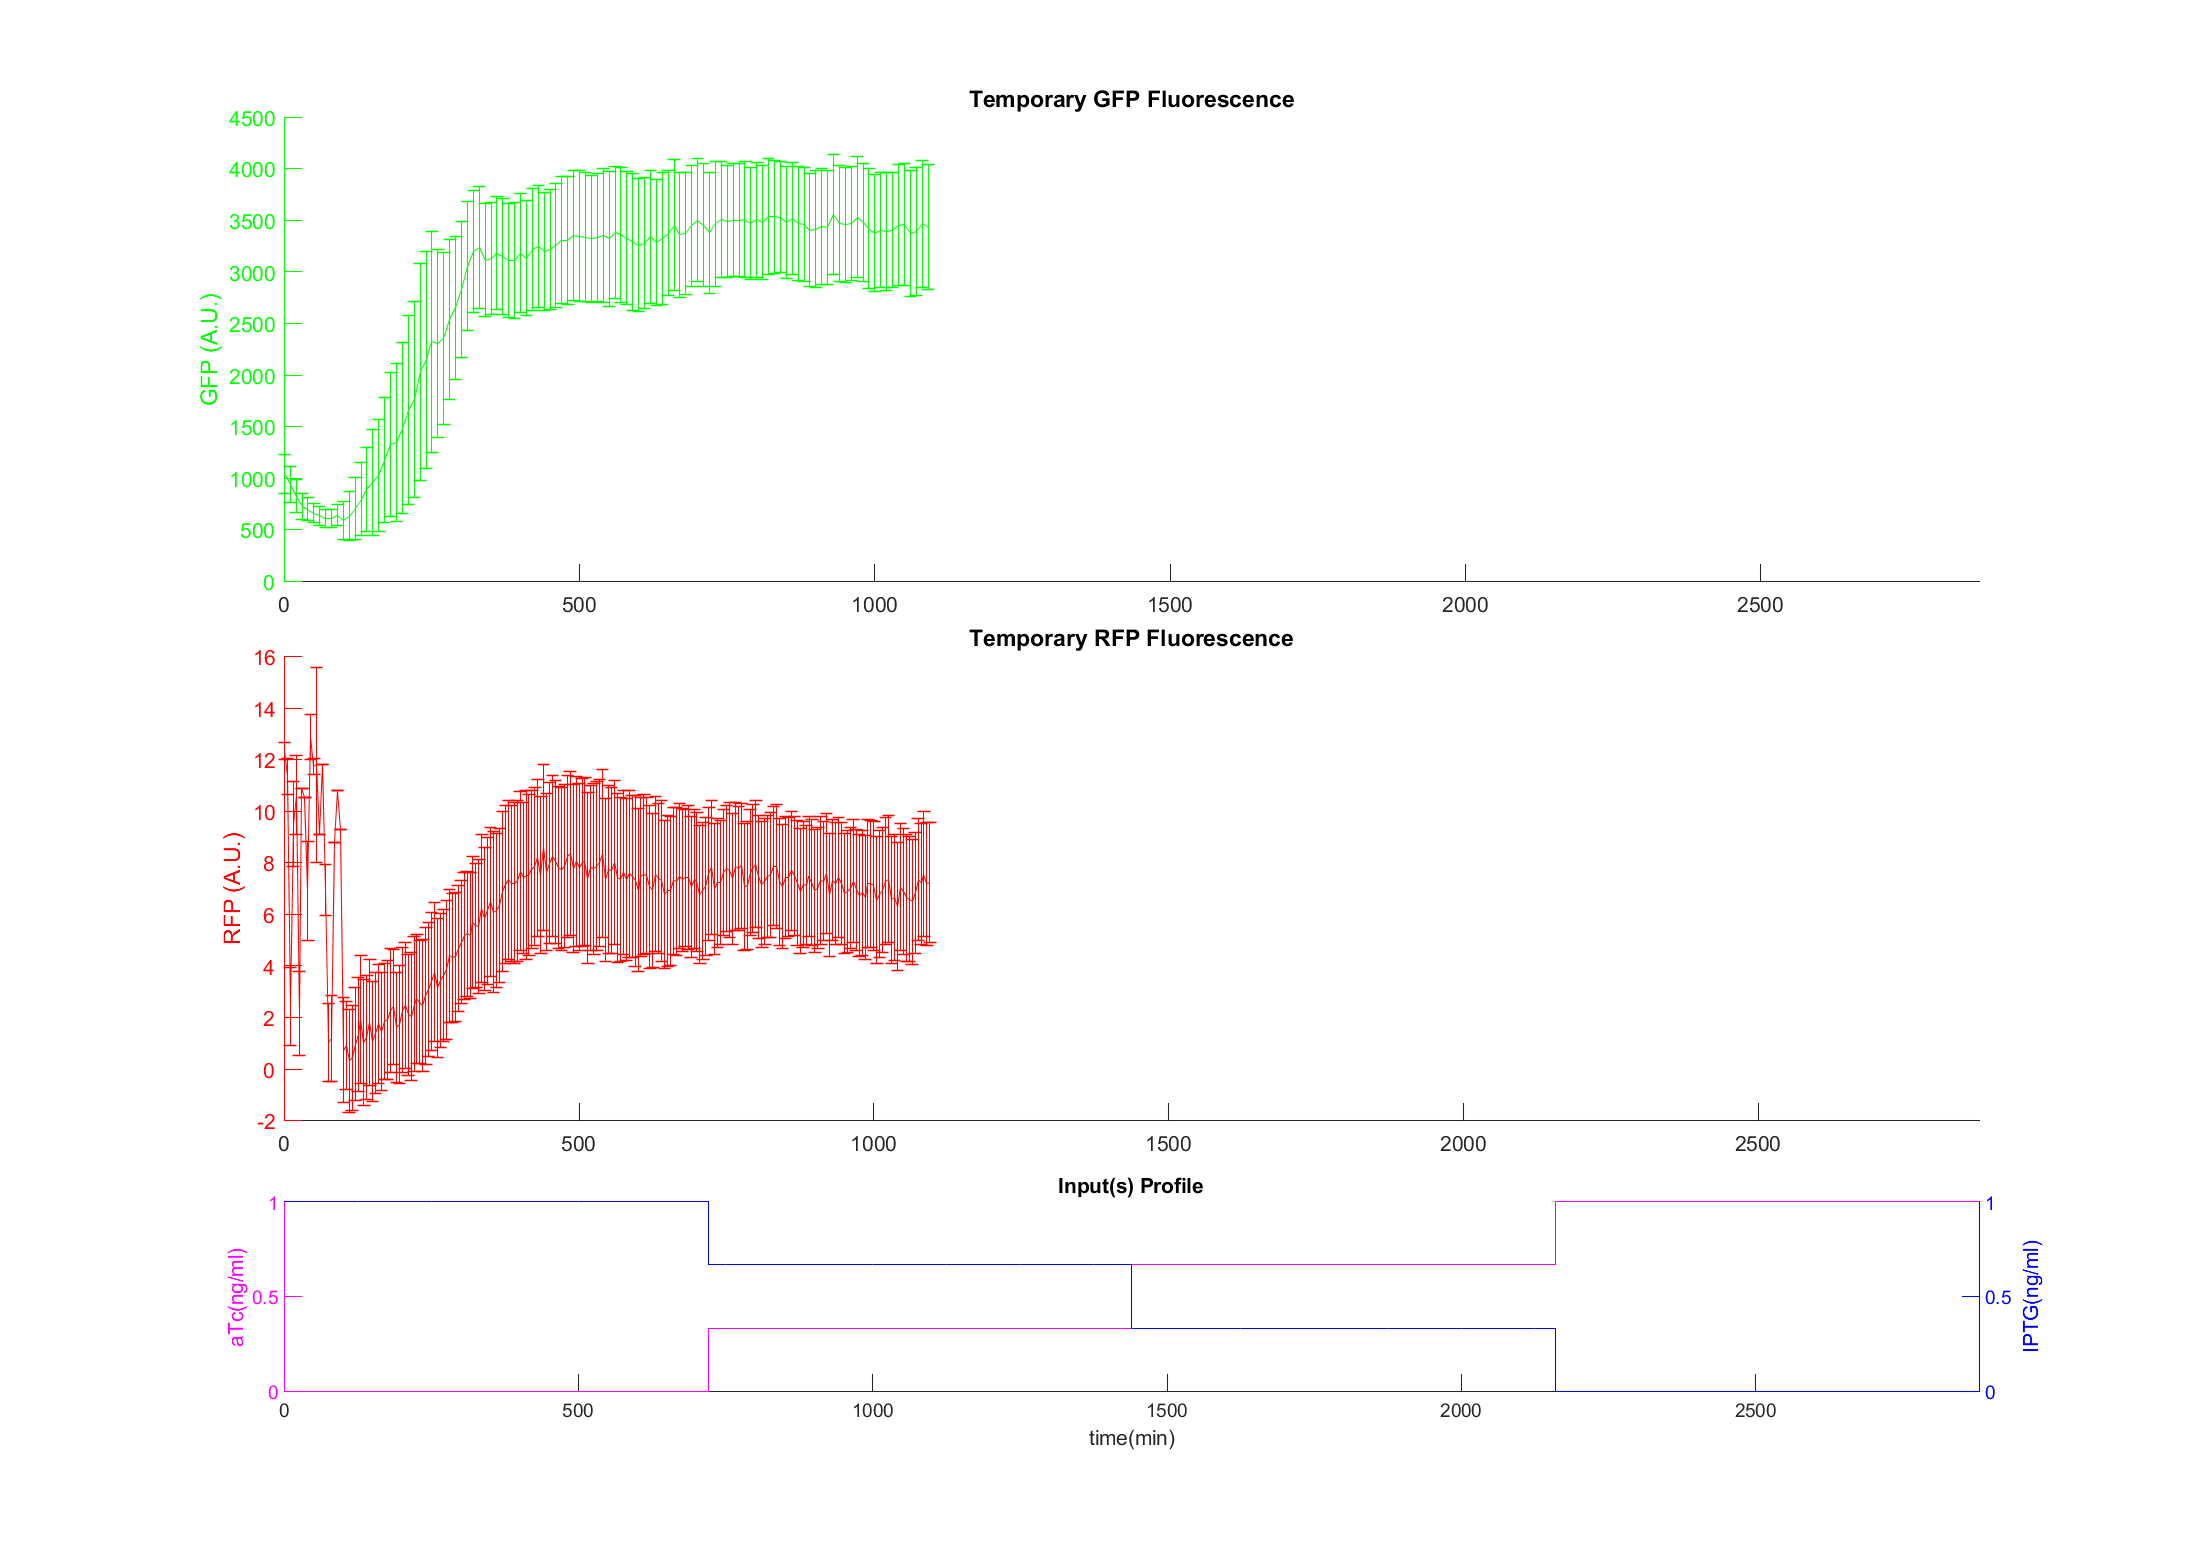 Temporary GFP Fluorescence
4500
4000
3500
3000
2500
2000
1500
1000
500
0
GFP (A.U.)
0 500 1000 1500 2000 2500
Temporary RFP Fluorescence
16
14
12
10
8
6
4
2
0
-2
RFP (A.U.)
0 500 1000 1500 2000 2500
Input(s) Profile
1
0.5
0
aTc(ng/ml)
1
0.5
0
IPTG(ng/ml)
0 500 1000 1500 2000 2500
time(min)